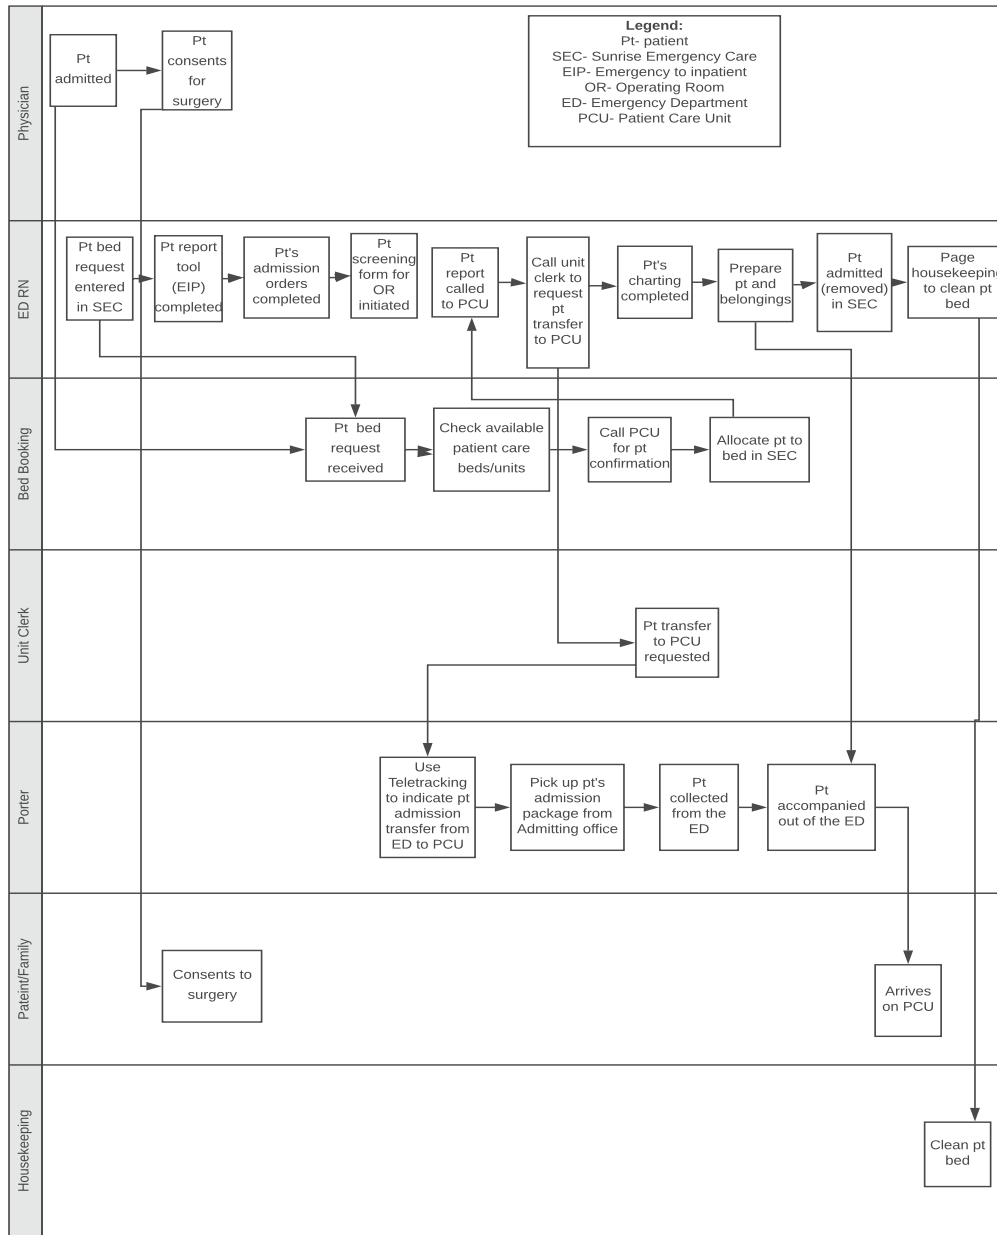 Physician
Pt
admitted
Pt
consents
for
surgery
Legend:
Pt- patient
SEC- Sunrise Emergency Care
EIP- Emergency to inpatient
OR- Operating Room
ED- Emergency Department
PCU- Patient Care Unit
ED RN
Pt bed
request
entered
in SEC
Pt report
tool
(EIP)
completed
Pt's
admission
orders
completed
Pt
screening
form for
OR
initiated
Pt
report
called
to PCU
Call unit
clerk to
request
pt
transfer
to PCU
Pt's
charting
completed
Prepare
pt and
belongings
Pt
admitted
(removed)
in SEC
Page
housekeeping
to clean pt
bed
Bed Booking
Pt bed
request
received
Check available
patient care
beds/units
Call PCU
for pt
confirmation
Allocate pt to
bed in SEC
Unit Clerk
Pt transfer
to PCU
requested
Porter
Use
Teletracking
to indicate pt
admission
transfer from
ED to PCU
Pick up pt's
admission
package from
Admitting office
Pt
collected
from the
ED
Pt
accompanied
out of the ED
Pateint/Family
Consents to
surgery
Arrives
on PCU
Housekeeping
Clean pt
bed